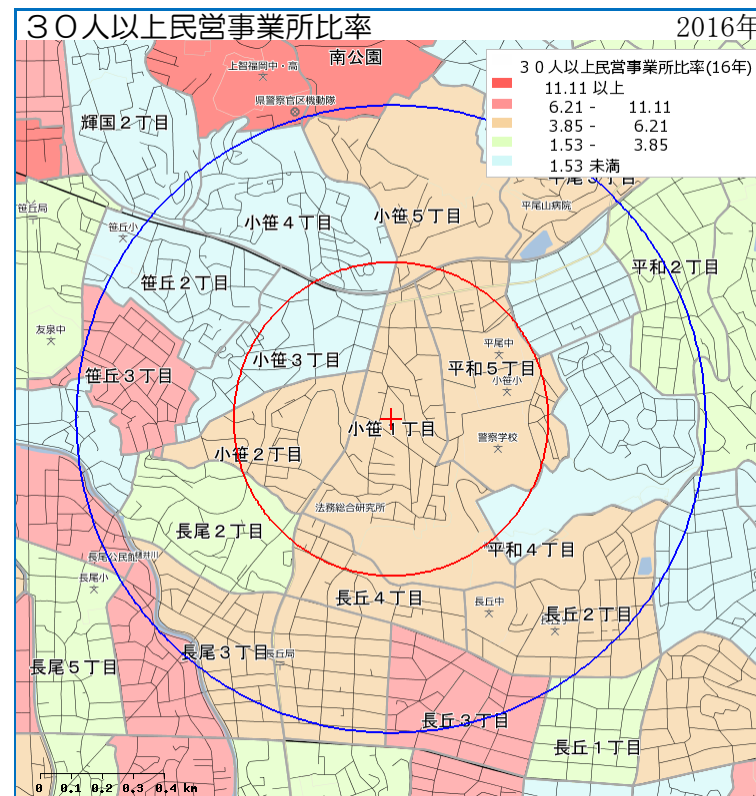 ３０人以上民営事業所比率
2016年
３０人以上民営事業所比率(16年)
11.11 以上
6.21 - 11.11
3.85 - 6.21
1.53 - 3.85
1.53 未満
上智福岡中・高
南公園
県警察官区機動隊
輝国２丁目
平尾３丁目
笹丘局
笹丘小
小笹４丁目
小笹５丁目
平尾山病院
平和２丁目
笹丘２丁目
友泉中
小笹３丁目
平尾中
平和５丁目
笹丘３丁目
小笹小
小笹１丁目
警察学校
小笹２丁目
法務総合研究所
長尾２丁目
平和４丁目
長尾公民館
樋井川
長尾小
長丘４丁目
長丘中
長丘２丁目
長尾３丁目
長丘局
長尾５丁目
長丘３丁目
長丘１丁目
0 0.1 0.2 0.3 0.4 km